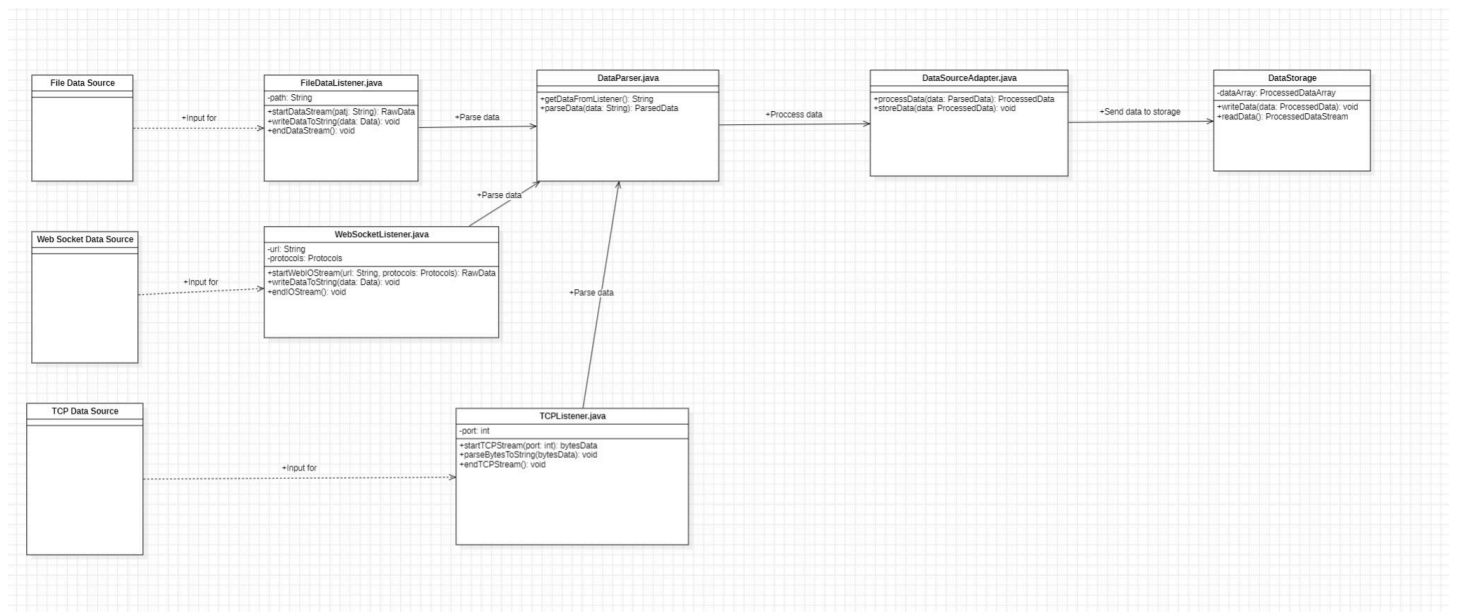 File Data Source
+Input for
FileDataListener.java
-path: String
+startDataStream(patj: String): RawData
+writeDataToString(data: Data): void
+endDataStream(): void
+Parse data
DataParser.java
+getDataFromListener(): String
+parseData(data: String): ParsedData
+Proccess data
DataSourceAdapter.java
+processData(data: ParsedData): ProcessedData
+storeData(data: ProcessedData): void
+Send data to storage
DataStorage
-dataArray: ProcessedDataArray
+writeData(data: ProcessedData): void
+readData(): ProcessedDataStream
Web Socket Data Source
+Input for
WebSocketListener.java
-url: String
-protocols: Protocols
+startWebIOStream(url: String, protocols: Protocols): RawData
+writeDataToString(data: Data): void
+endIOStream(): void
+Parse data
TCP Data Source
+Input for
TCPListener.java
-port: int
+startTCPStream(port: int): bytesData
+parseBytesToString(bytesData): void
+endTCPStream(): void
+Parse data